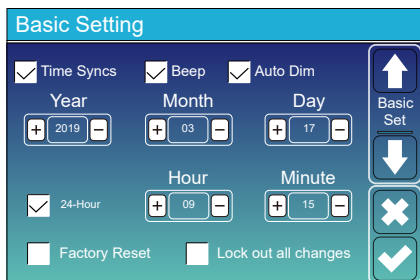 Basic Setting
Time Syncs Beep Auto Dim
Year Month Day
+ 2019 − + 03 − + 17 −
Basic Set
Hour Minute
24-Hour + 09 − + 15 −
Factory Reset Lock out all changes